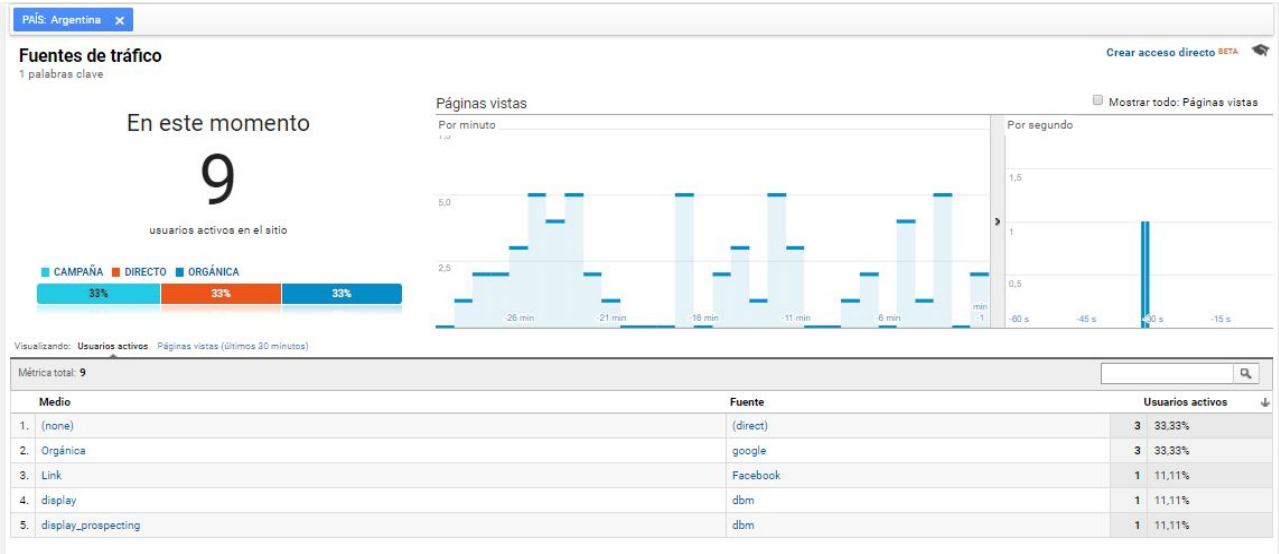 PAÍS: Argentina x
Fuentes de tráfico
1 palabras clave
Crear acceso directo BETA
En este momento
9
usuarios activos en el sitio
CAMPAÑA DIRECTO ORGÁNICA
33% 33% 33%
Páginas vistas
Mostrar todo: Páginas vistas
Por minuto
7,5
5,0
2,5
-26 min -21 min -16 min -11 min -6 min min
-1
Por segundo
1,5
1
0,5
-60 s -45 s -30 s -15 s
Visualizando: Usuarios activos Páginas vistas (últimos 30 minutos)
Métrica total: 9
Medio Fuente Usuarios activos
1. (none) (direct) 3 33,33%
2. Orgánica google 3 33,33%
3. Link Facebook 1 11,11%
4. display dbm 1 11,11%
5. display_prospecting dbm 1 11,11%